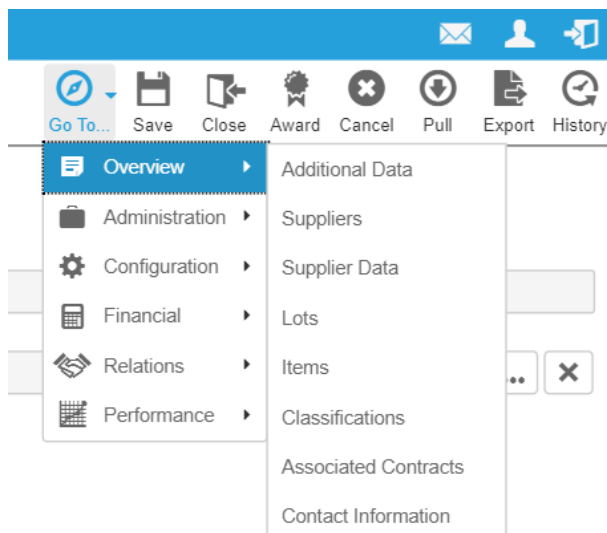 Go To... Save Close Award Cancel Pull Export History
Overview
Administration
Configuration
Financial
Relations
Performance
Additional Data
Suppliers
Supplier Data
Lots
Items
Classifications
Associated Contracts
Contact Information
...